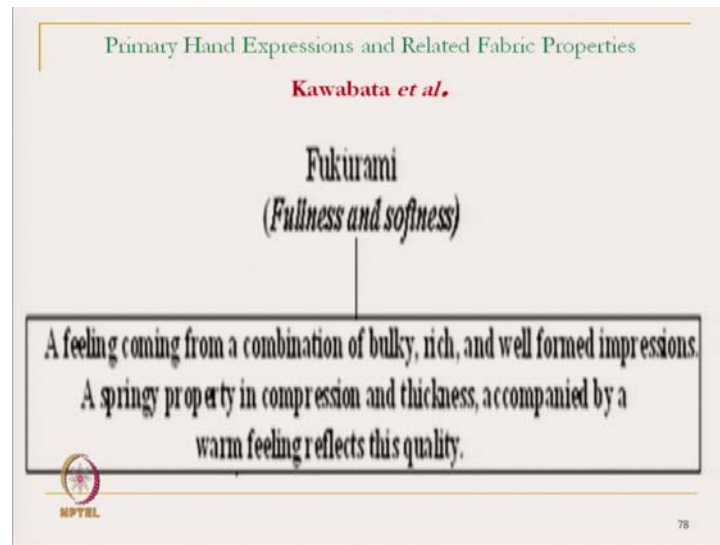 Primary Hand Expressions and Related Fabric Properties
Kawabata et al.
Fukurami
(Fullness and softness)
A feeling coming from a combination of bulky, rich, and well formed impressions.
A springy property in compression and thickness, accompanied by a
warm feeling reflects this quality.
NPTEL
78